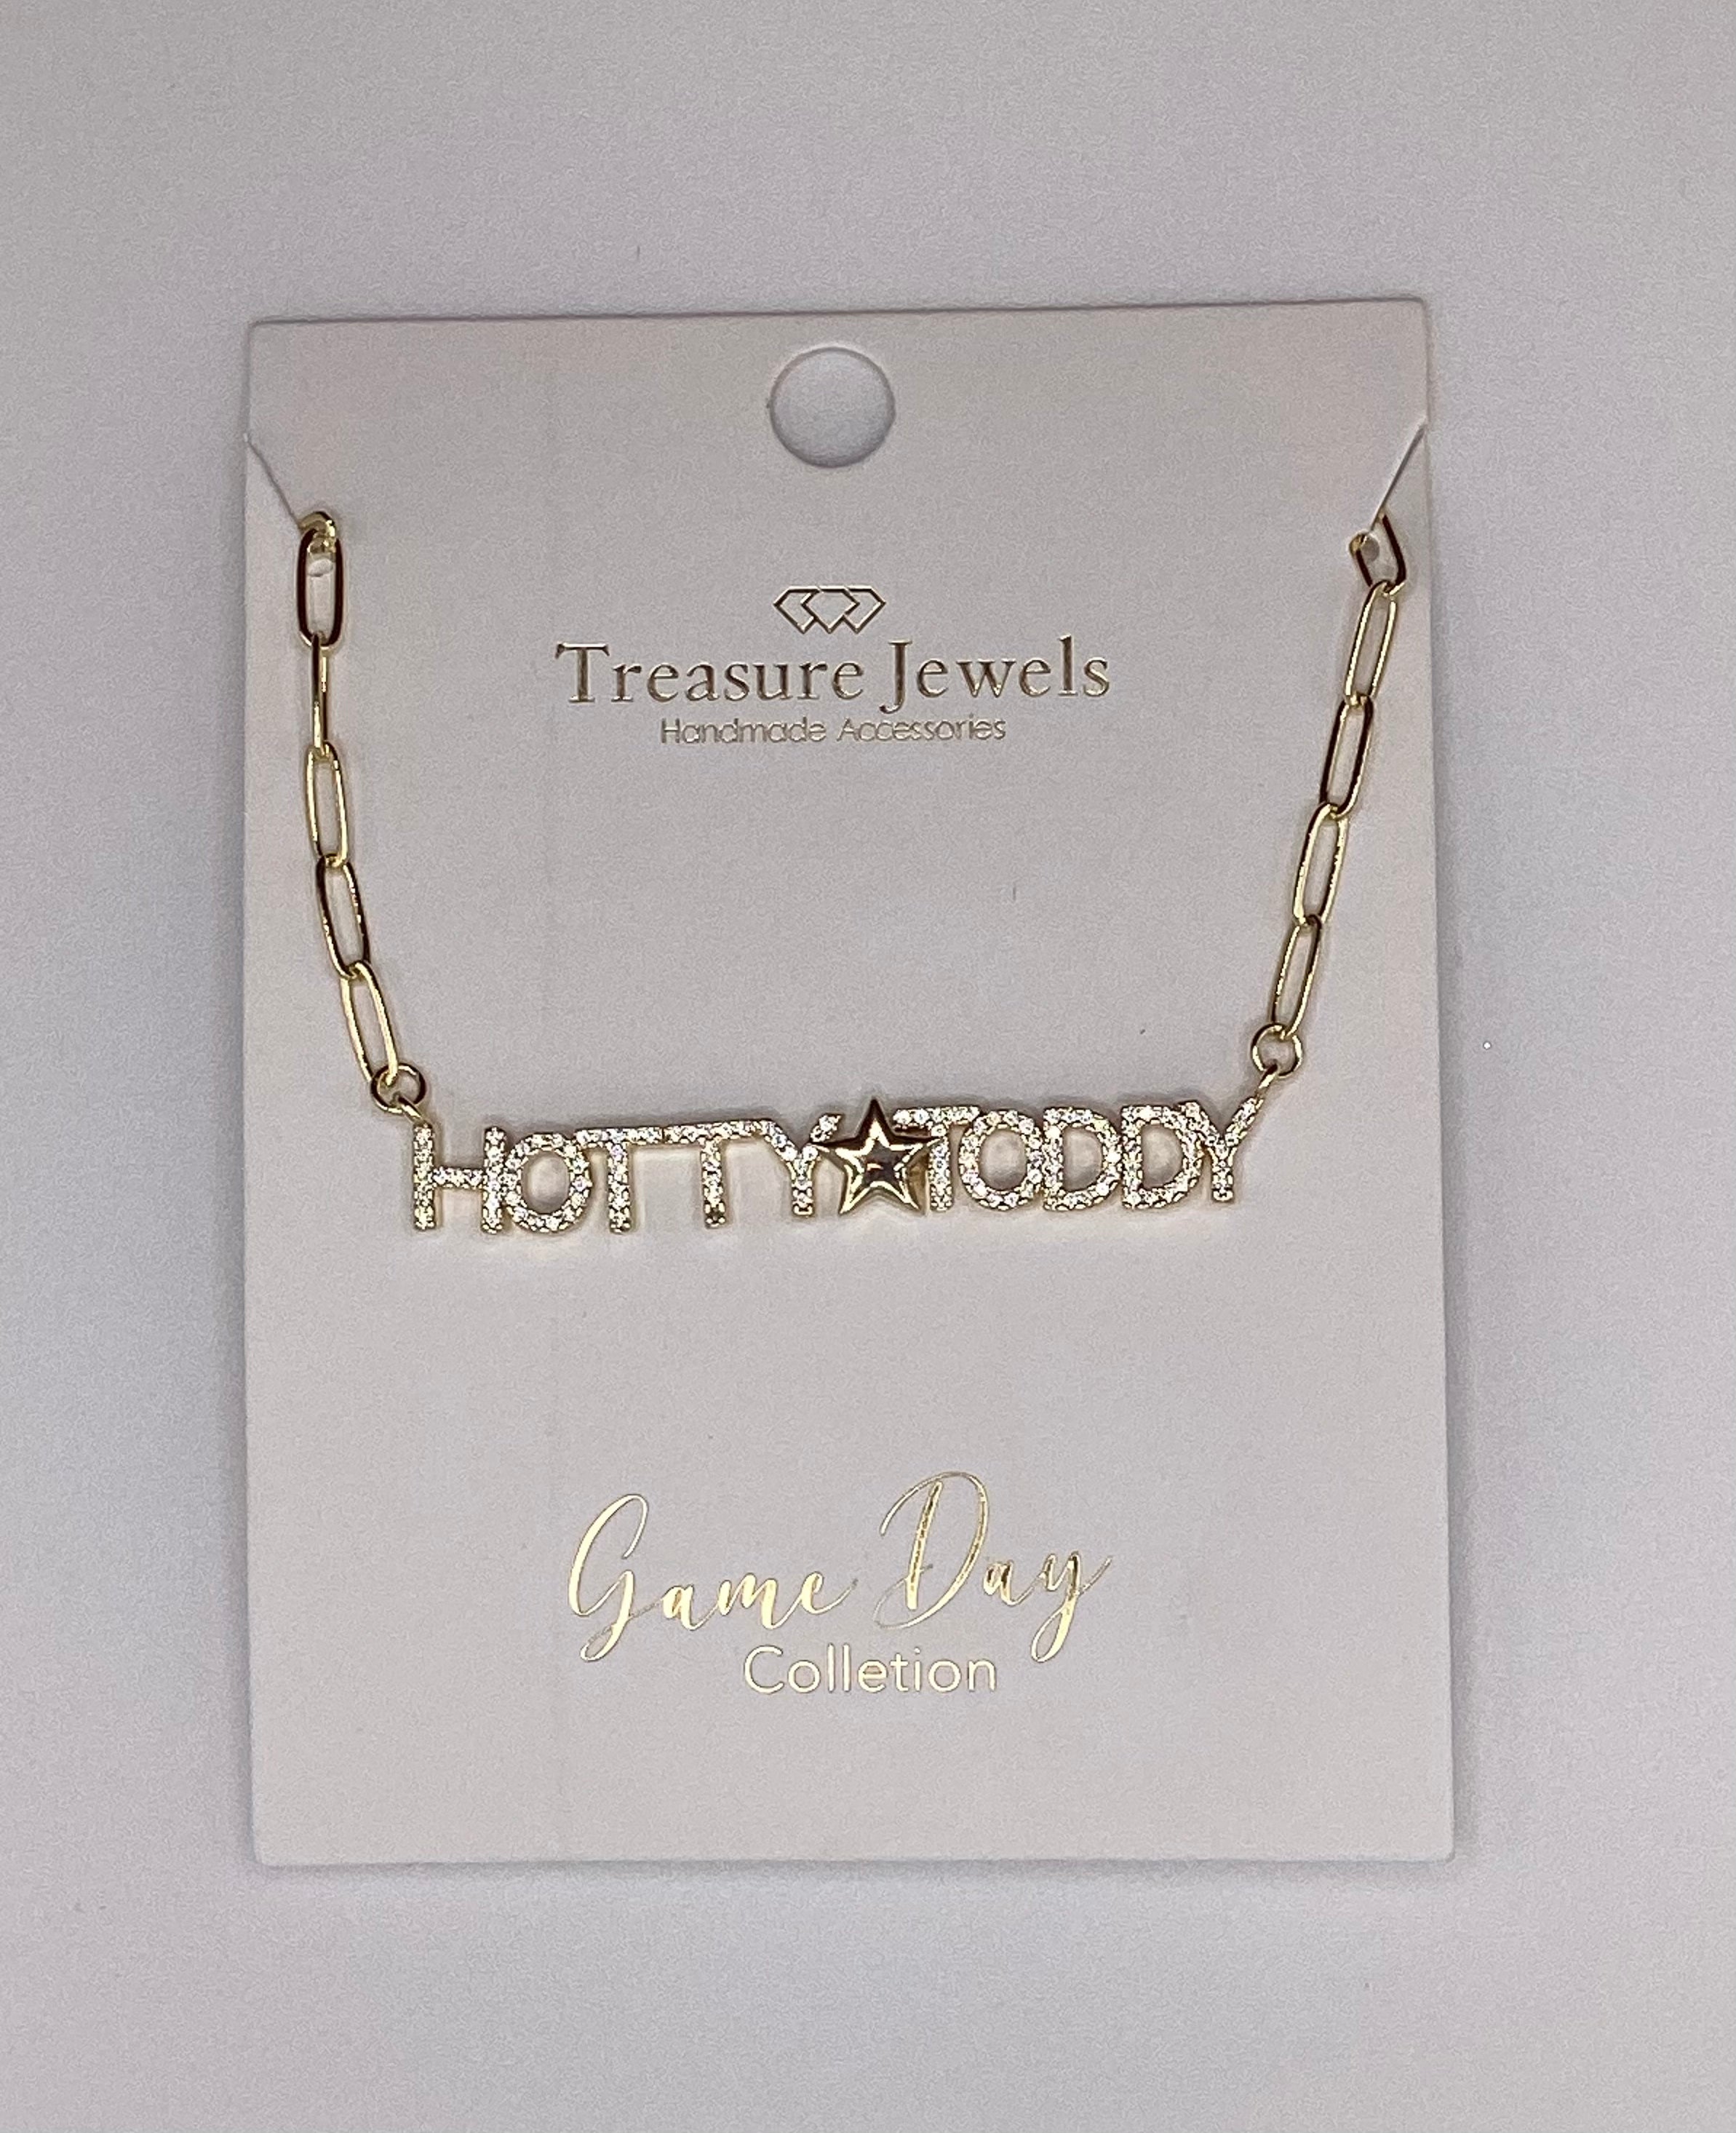 Treasure Jewels
Handmade Accessories
HOTTY TODDY
Game Day
Colletion